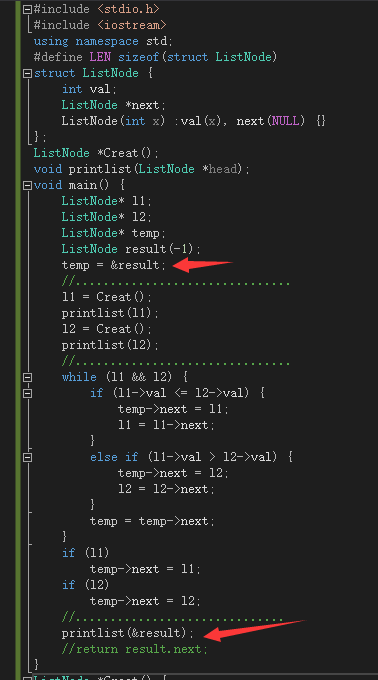 #include <stdio.h>
#include <iostream>
using namespace std;
#define LEN sizeof(struct ListNode)
struct ListNode {
    int val;
    ListNode *next;
    ListNode(int x) :val(x), next(NULL) {}
};
ListNode *Creat();
void printlist(ListNode *head);
void main() {
    ListNode* l1;
    ListNode* l2;
    ListNode* temp;
    ListNode result(-1);
    temp = &result;
    //...............................
    l1 = Creat();
    printlist(l1);
    l2 = Creat();
    printlist(l2);
    //...............................
    while (l1 && l2) {
        if (l1->val <= l2->val) {
            temp->next = l1;
            l1 = l1->next;
        }
        else if (l1->val > l2->val) {
            temp->next = l2;
            l2 = l2->next;
        }
        temp = temp->next;
    }
    if (l1)
        temp->next = l1;
    if (l2)
        temp->next = l2;
    //..............................
    printlist(&result);
    //return result.next;
}
ListNode *Creat() {